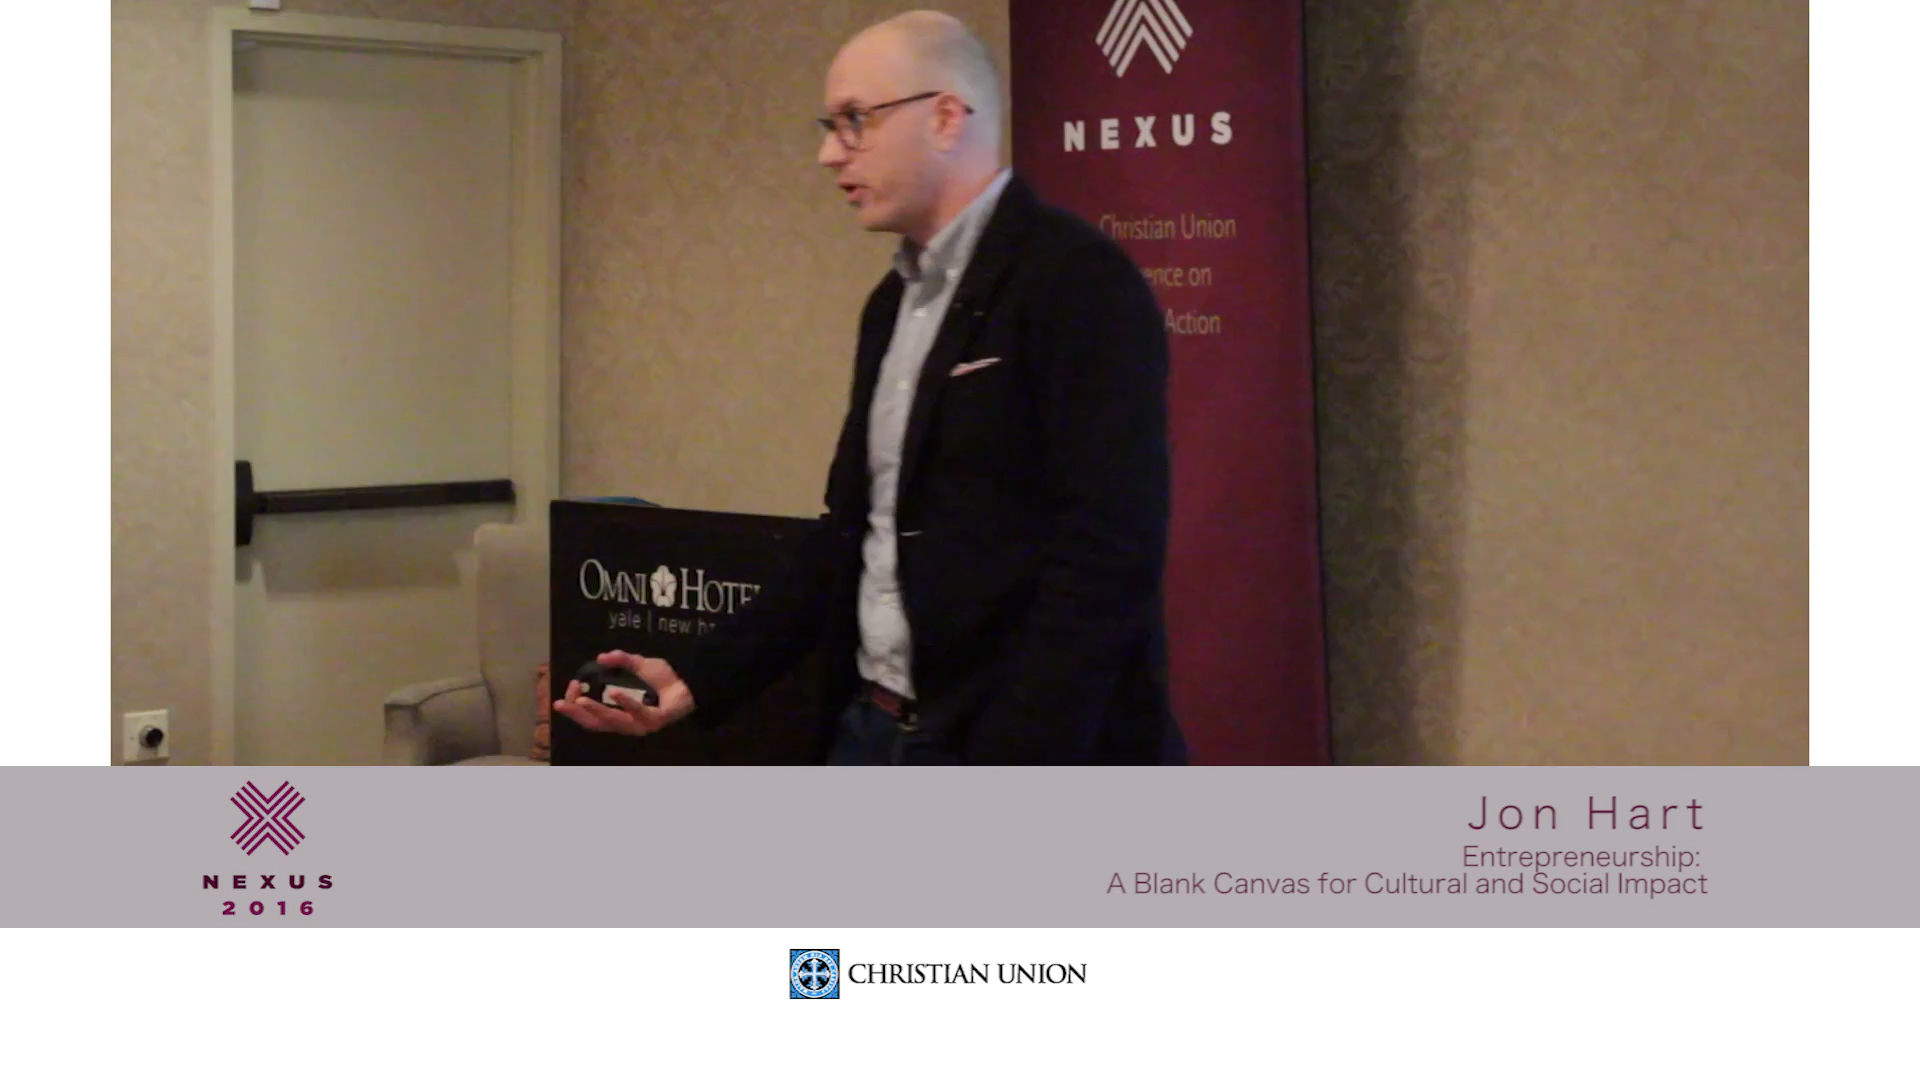 NEXUS
Christian Union
ence on
Action
OMNI HOTE
yale | new h
Jon Hart
Entrepreneurship:
A Blank Canvas for Cultural and Social Impact
NEXUS
2016
CHRISTIAN UNION